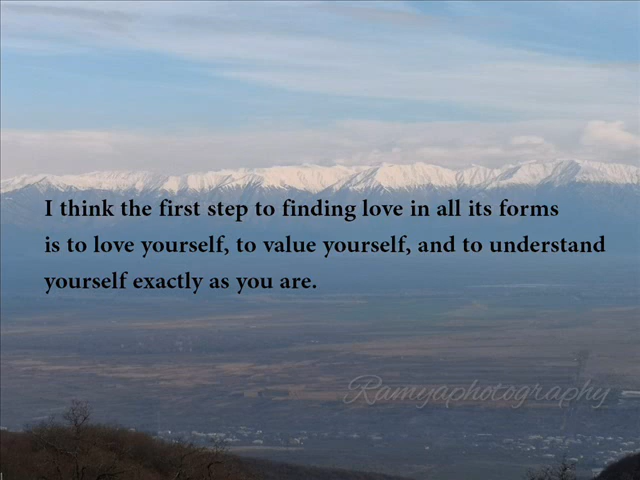 I think the first step to finding love in all its forms
is to love yourself, to value yourself, and to understand
yourself exactly as you are.
Ramyaphotography